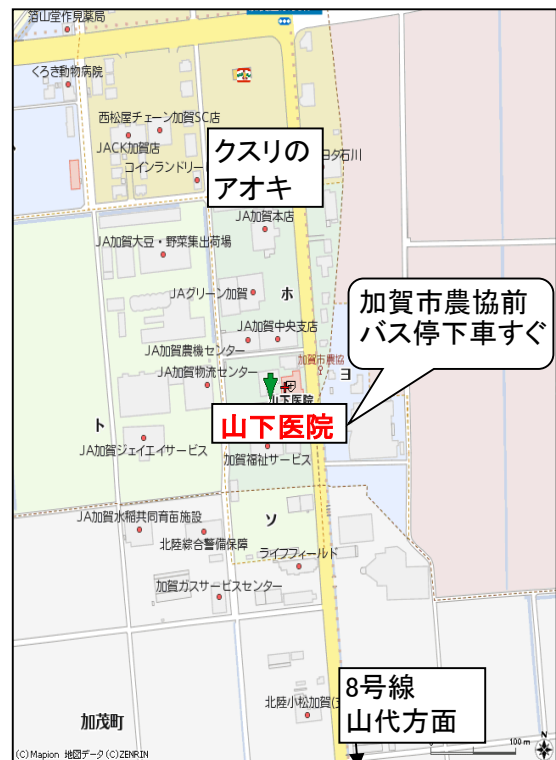 溶山堂作見薬局
くろき動物病院
西松屋チェーン加賀SC店
JACK加賀店
コインランドリー
クスリの
アオキ
ヨタ石川
JA加賀本店
JA加賀大豆・野菜集出荷場
JAグリーン加賀
ホ
JA加賀中央支店
加賀市農協前
バス停下車すぐ
JA加賀農機センター
加賀市農協
ヨ
JA加賀物流センター
山下医院
山下医院
ト
JA加賀ジェイエイサービス
加賀福祉サービス
JA加賀水稲共同育苗施設
ソ
北陸綜合警備保障
ライフフィールド
加賀ガスサービスセンター
8号線
山代方面
北陸小松加賀(支
加茂町
N
100 m
(C)Mapion 地図データ(C)ZENRIN